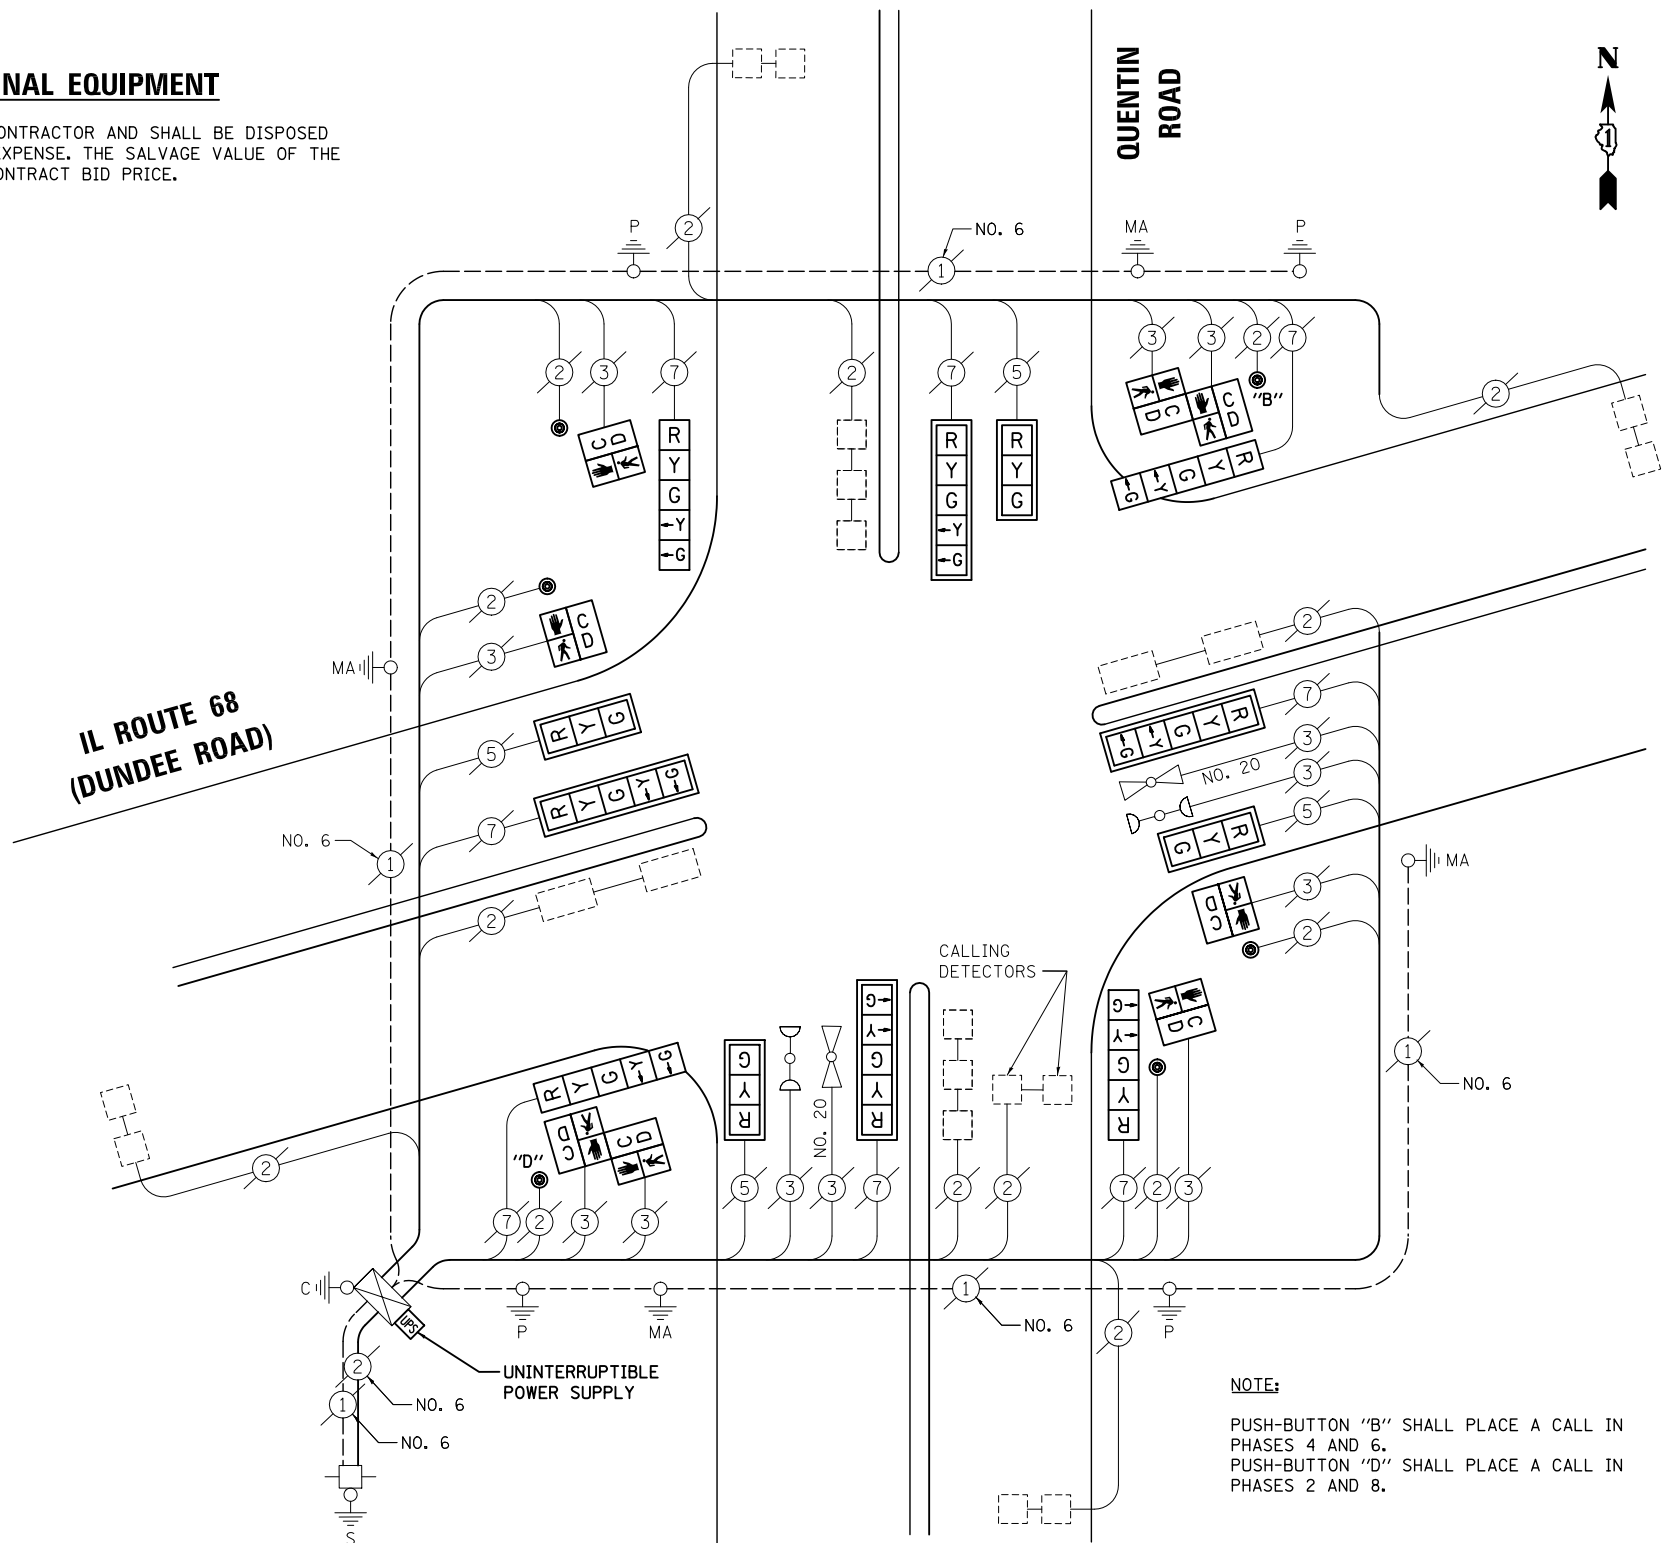 NAL EQUIPMENT
ONTRACTOR AND SHALL BE DISPOSED
EXPENSE. THE SALVAGE VALUE OF THE
ONTRACT BID PRICE.
QUENTIN
ROAD
N
1
P
2
NO. 6
1
MA
P
2
3
7
2
7
5
3
3
2
7
2
"B"
C
D
R
Y
G
←Y
←G
R
Y
G
←Y
←G
R
Y
G
C
D
C
D
R
Y
G
←Y
←G
2
3
C
D
MA
IL ROUTE 68
(DUNDEE ROAD)
5
R
Y
G
7
R
Y
G
←Y
←G
NO. 6
1
2
2
7
R
Y
G
←Y
←G
3
NO. 20
3
5
R
Y
G
MA
3
C
D
2
CALLING
DETECTORS
C
D
1
NO. 6
R
Y
G
←Y
←G
C
D
C
D
"D"
2
7
2
3
3
R
Y
G
5
3
NO. 20
3
R
Y
G
←Y
←G
7
2
2
R
Y
G
←Y
←G
7
2
3
C
UPS
P
MA
1
NO. 6
2
P
UNINTERRUPTIBLE
POWER SUPPLY
2
NO. 6
1
NO. 6
S
NOTE:
PUSH-BUTTON "B" SHALL PLACE A CALL IN
PHASES 4 AND 6.
PUSH-BUTTON "D" SHALL PLACE A CALL IN
PHASES 2 AND 8.